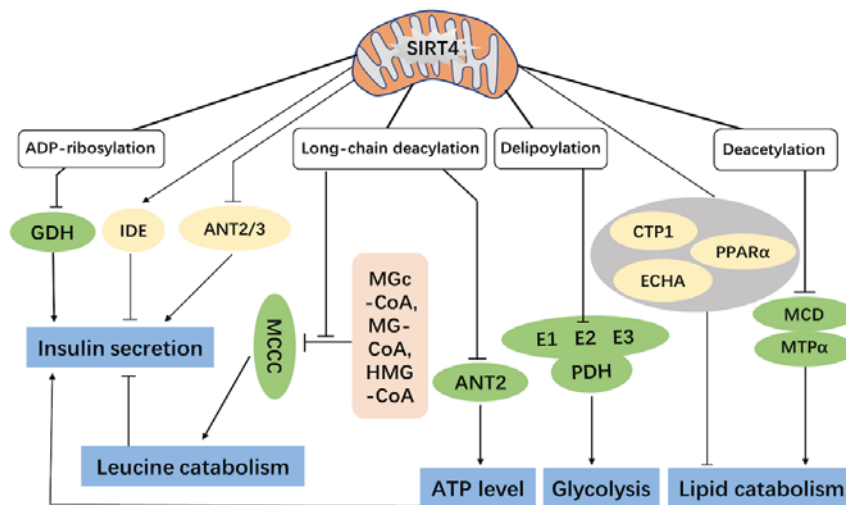 SIRT4
ADP-ribosylation
Long-chain deacylation
Delipoylation
Deacetylation
GDH
IDE
ANT2/3
CTP1
PPARα
ECHA
MGc
-CoA,
MG-
CoA,
HMG
-CoA
MCCC
E1 E2 E3
PDH
ANT2
MCD
MTPα
Insulin secretion
Leucine catabolism
ATP level
Glycolysis
Lipid catabolism